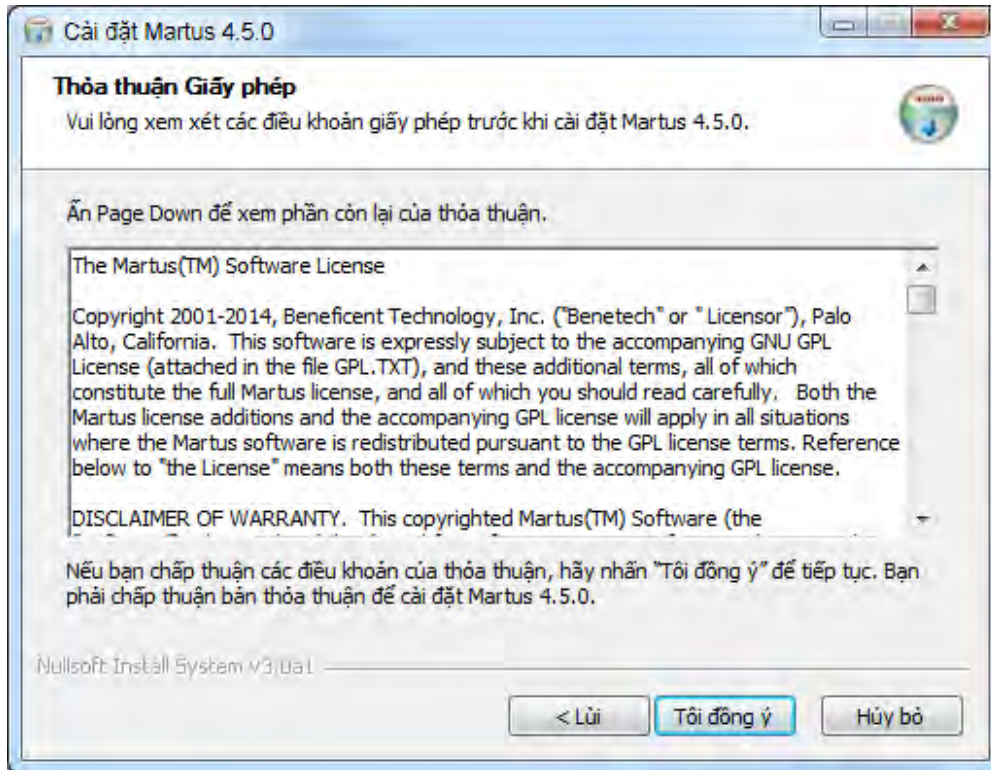 Cài đặt Martus 4.5.0
Thỏa thuận Giấy phép
Vui lòng xem xét các điều khoản giấy phép trước khi cài đặt Martus 4.5.0.
Ấn Page Down để xem phần còn lại của thỏa thuận.
The Martus(TM) Software License
Copyright 2001-2014, Beneficent Technology, Inc. ("Benetech" or " Licensor"), Palo
Alto, California.  This software is expressly subject to the accompanying GNU GPL
License (attached in the file GPL.TXT), and these additional terms, all of which
constitute the full Martus license, and all of which you should read carefully.   Both the
Martus license additions and the accompanying GPL license will apply in all situations
where the Martus software is redistributed pursuant to the GPL license terms. Reference
below to "the License" means both these terms and the accompanying GPL license.
DISCLAIMER OF WARRANTY.  This copyrighted Martus(TM) Software (the
Nếu bạn chấp thuận các điều khoản của thỏa thuận, hãy nhấn "Tôi đồng ý" để tiếp tục. Bạn
phải chấp thuận bản thỏa thuận để cài đặt Martus 4.5.0.
Nullsoft Install System
< Lùi
Tôi đồng ý
Hủy bỏ